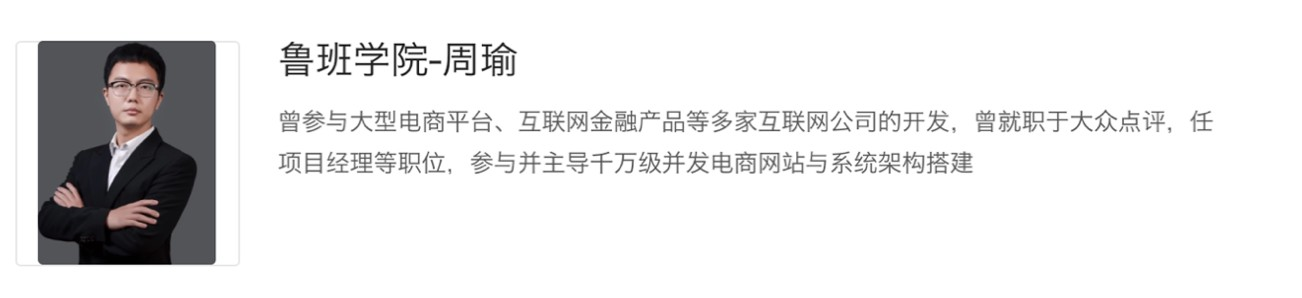 鲁班学院-周瑜
曾参与大型电商平台、互联网金融产品等多家互联网公司的开发，曾就职于大众点评，任
项目经理等职位，参与并主导千万级并发电商网站与系统架构搭建